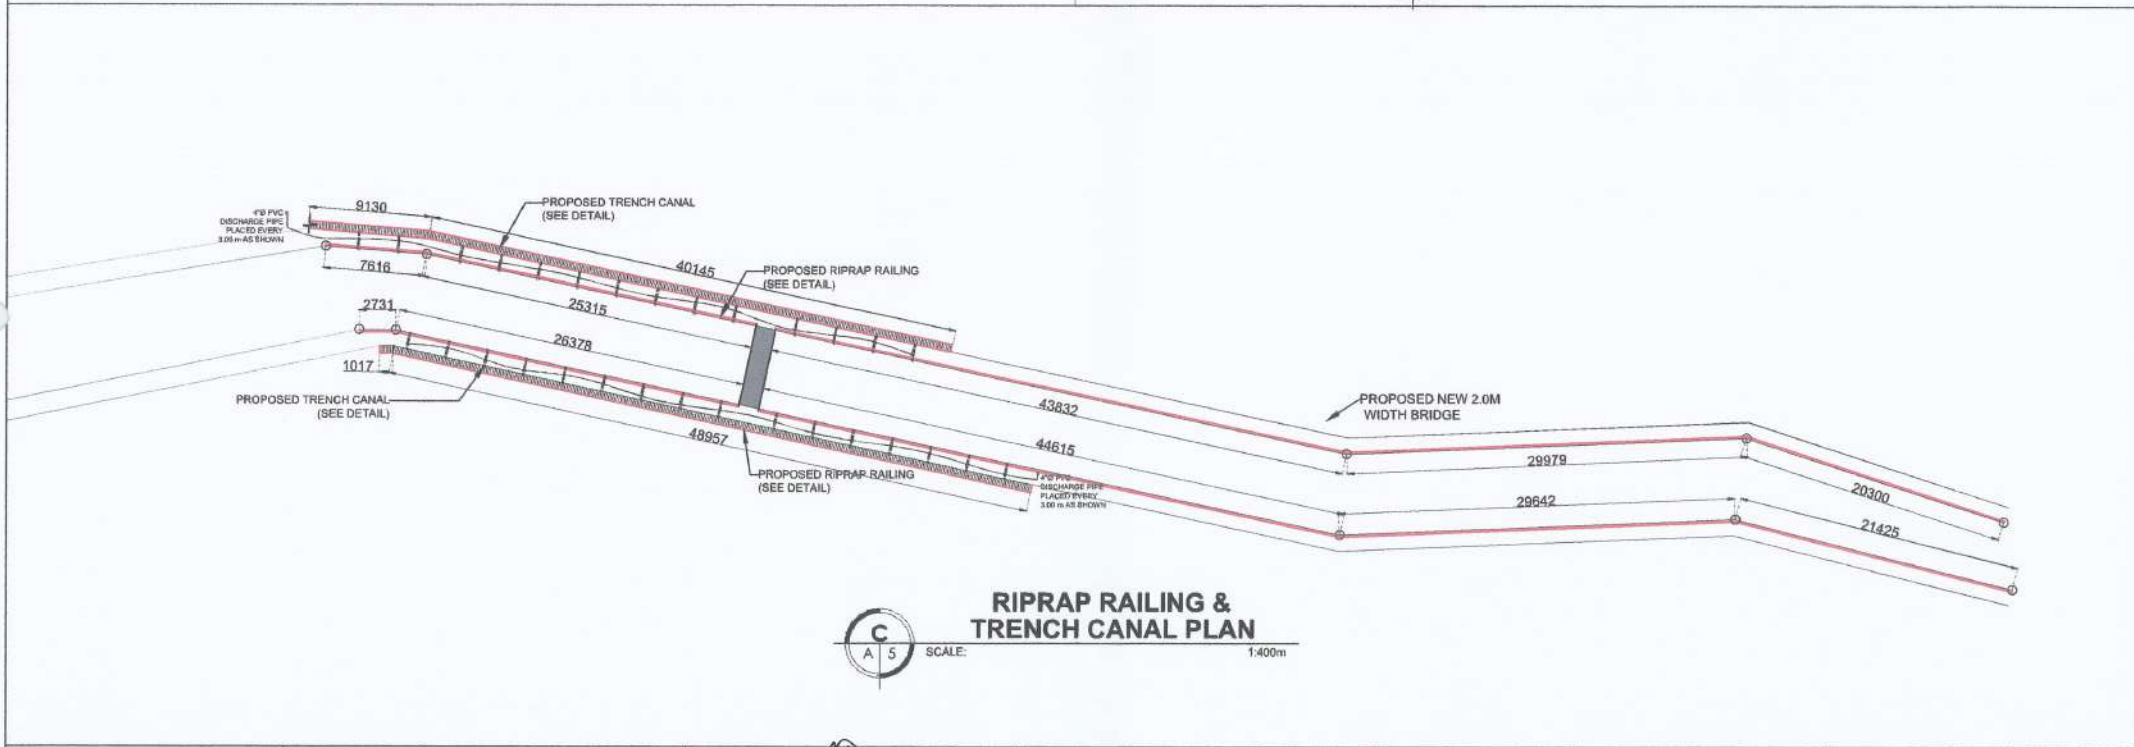 4"Ø PVC
DISCHARGE PIPE
PLACED EVERY
3.00 m AS SHOWN
9130
PROPOSED TRENCH CANAL
(SEE DETAIL)
40145
PROPOSED RIPRAP RAILING
(SEE DETAIL)
7616
25315
2731
26378
1017
PROPOSED TRENCH CANAL
(SEE DETAIL)
48957
PROPOSED RIPRAP RAILING
(SEE DETAIL)
43832
44615
4"Ø PVC
DISCHARGE PIPE
PLACED EVERY
3.00 m AS SHOWN
PROPOSED NEW 2.0M
WIDTH BRIDGE
29979
20300
29642
21425
RIPRAP RAILING &
TRENCH CANAL PLAN
C
A 5
SCALE: 1:400m